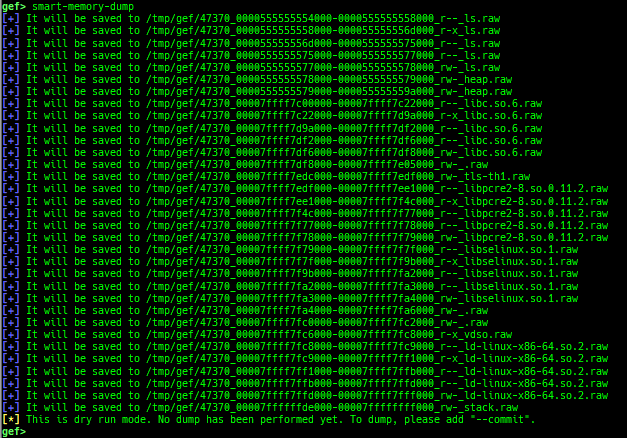 gef> smart-memory-dump
[+] It will be saved to /tmp/gef/47370_0000555555554000-0000555555558000_r--_ls.raw
[+] It will be saved to /tmp/gef/47370_0000555555558000-000055555556d000_r-x_ls.raw
[+] It will be saved to /tmp/gef/47370_000055555556d000-0000555555575000_r--_ls.raw
[+] It will be saved to /tmp/gef/47370_0000555555575000-0000555555577000_r--_ls.raw
[+] It will be saved to /tmp/gef/47370_0000555555577000-0000555555578000_rw-_ls.raw
[+] It will be saved to /tmp/gef/47370_0000555555578000-0000555555579000_rw-_heap.raw
[+] It will be saved to /tmp/gef/47370_0000555555579000-000055555559a000_rw-_heap.raw
[+] It will be saved to /tmp/gef/47370_00007ffff7c00000-00007ffff7c22000_r--_libc.so.6.raw
[+] It will be saved to /tmp/gef/47370_00007ffff7c22000-00007ffff7d9a000_r-x_libc.so.6.raw
[+] It will be saved to /tmp/gef/47370_00007ffff7d9a000-00007ffff7df2000_r--_libc.so.6.raw
[+] It will be saved to /tmp/gef/47370_00007ffff7df2000-00007ffff7df6000_r--_libc.so.6.raw
[+] It will be saved to /tmp/gef/47370_00007ffff7df6000-00007ffff7df8000_rw-_libc.so.6.raw
[+] It will be saved to /tmp/gef/47370_00007ffff7df8000-00007ffff7e05000_rw-_.raw
[+] It will be saved to /tmp/gef/47370_00007ffff7edc000-00007ffff7edf000_rw-_tls-th1.raw
[+] It will be saved to /tmp/gef/47370_00007ffff7edf000-00007ffff7ee1000_r--_libpcre2-8.so.0.11.2.raw
[+] It will be saved to /tmp/gef/47370_00007ffff7ee1000-00007ffff7f4c000_r-x_libpcre2-8.so.0.11.2.raw
[+] It will be saved to /tmp/gef/47370_00007ffff7f4c000-00007ffff7f77000_r--_libpcre2-8.so.0.11.2.raw
[+] It will be saved to /tmp/gef/47370_00007ffff7f77000-00007ffff7f78000_r--_libpcre2-8.so.0.11.2.raw
[+] It will be saved to /tmp/gef/47370_00007ffff7f78000-00007ffff7f79000_rw-_libpcre2-8.so.0.11.2.raw
[+] It will be saved to /tmp/gef/47370_00007ffff7f79000-00007ffff7f7f000_r--_libselinux.so.1.raw
[+] It will be saved to /tmp/gef/47370_00007ffff7f7f000-00007ffff7f9b000_r-x_libselinux.so.1.raw
[+] It will be saved to /tmp/gef/47370_00007ffff7f9b000-00007ffff7fa2000_r--_libselinux.so.1.raw
[+] It will be saved to /tmp/gef/47370_00007ffff7fa2000-00007ffff7fa3000_r--_libselinux.so.1.raw
[+] It will be saved to /tmp/gef/47370_00007ffff7fa3000-00007ffff7fa4000_rw-_libselinux.so.1.raw
[+] It will be saved to /tmp/gef/47370_00007ffff7fa4000-00007ffff7fa6000_rw-_.raw
[+] It will be saved to /tmp/gef/47370_00007ffff7fc0000-00007ffff7fc2000_rw-_.raw
[+] It will be saved to /tmp/gef/47370_00007ffff7fc6000-00007ffff7fc8000_r-x_vdso.raw
[+] It will be saved to /tmp/gef/47370_00007ffff7fc8000-00007ffff7fc9000_r--_ld-linux-x86-64.so.2.raw
[+] It will be saved to /tmp/gef/47370_00007ffff7fc9000-00007ffff7ff1000_r-x_ld-linux-x86-64.so.2.raw
[+] It will be saved to /tmp/gef/47370_00007ffff7ff1000-00007ffff7ffb000_r--_ld-linux-x86-64.so.2.raw
[+] It will be saved to /tmp/gef/47370_00007ffff7ffb000-00007ffff7ffd000_r--_ld-linux-x86-64.so.2.raw
[+] It will be saved to /tmp/gef/47370_00007ffff7ffd000-00007ffff7fff000_rw-_ld-linux-x86-64.so.2.raw
[+] It will be saved to /tmp/gef/47370_00007ffffffde000-00007ffffffff000_rw-_stack.raw
[*] This is dry run mode. No dump has been performed yet. To dump, please add "--commit".
gef>